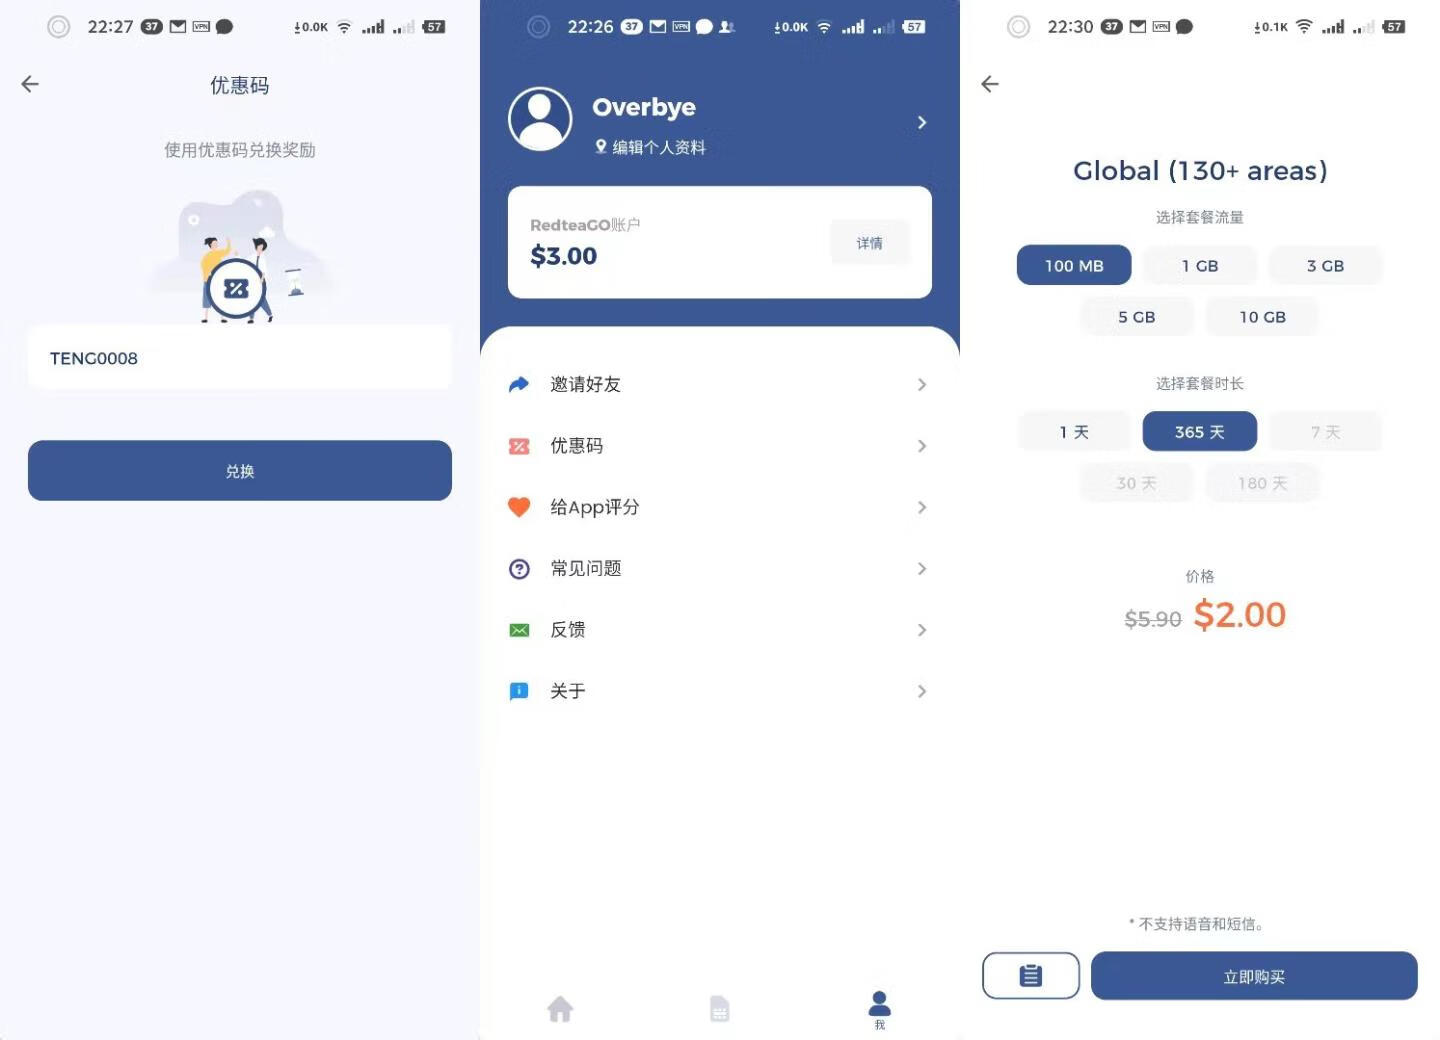 22:27 37 VPN 0.0K 57
优惠码
使用优惠码兑换奖励
TENG0008
兑换
22:26 37 VPN 0.0K 57
Overbye
编辑个人资料
RedteaGO账户
$3.00
详情
邀请好友
优惠码
给App评分
常见问题
反馈
关于
我
22:30 37 VPN 0.1K 57
Global (130+ areas)
选择套餐流量
100 MB 1 GB 3 GB
5 GB 10 GB
选择套餐时长
1 天 365 天 7 天
30 天 180 天
价格
$5.90 $2.00
* 不支持语音和短信。
立即购买